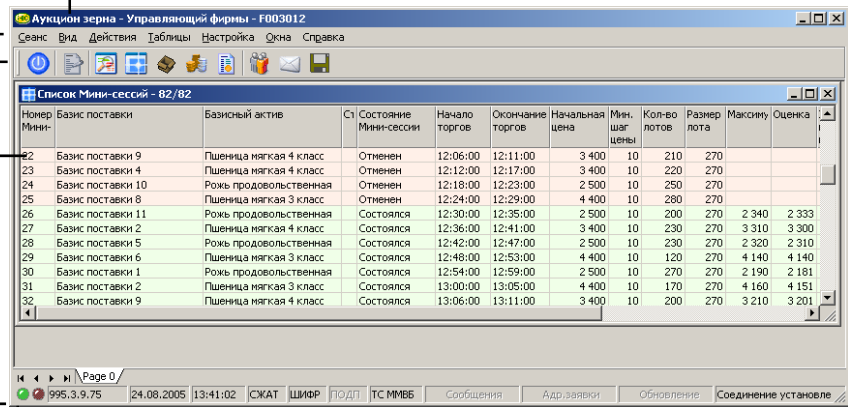 Аукцион зерна - Управляющий фирмы - F003012
Сеанс Вид Действия Таблицы Настройка Окна Справка
Список Мини-сессий - 82/82
Номер Базис поставки Базисный актив Ст Состояние Начало Окончание Начальная Мин. Кол-во Размер Максиму Оценка
Мини- Мини-сессии торгов торгов цена шаг лотов лота
цены
22 Базис поставки 9 Пшеница мягкая 4 класс Отменен 12:06:00 12:11:00 3 400 10 210 270
23 Базис поставки 4 Пшеница мягкая 4 класс Отменен 12:12:00 12:17:00 3 400 10 220 270
24 Базис поставки 10 Рожь продовольственная Отменен 12:18:00 12:23:00 2 500 10 250 270
25 Базис поставки 8 Пшеница мягкая 3 класс Отменен 12:24:00 12:29:00 4 400 10 280 270
26 Базис поставки 11 Рожь продовольственная Состоялся 12:30:00 12:35:00 2 500 10 200 270 2 340 2 333
27 Базис поставки 2 Пшеница мягкая 4 класс Состоялся 12:36:00 12:41:00 3 400 10 230 270 3 310 3 300
28 Базис поставки 5 Рожь продовольственная Состоялся 12:42:00 12:47:00 2 500 10 230 270 2 320 2 310
29 Базис поставки 6 Пшеница мягкая 3 класс Состоялся 12:48:00 12:53:00 4 400 10 120 270 4 140 4 140
30 Базис поставки 1 Рожь продовольственная Состоялся 12:54:00 12:59:00 2 500 10 270 270 2 190 2 181
31 Базис поставки 2 Пшеница мягкая 3 класс Состоялся 13:00:00 13:05:00 4 400 10 170 270 4 160 4 151
32 Базис поставки 9 Пшеница мягкая 4 класс Состоялся 13:06:00 13:11:00 3 400 10 200 270 3 210 3 201
Page 0
995.3.9.75 24.08.2005 13:41:02 СЖАТ ШИФР ПОДП ТС ММВБ Сообщения Адр.заявки Обновление Соединение установле